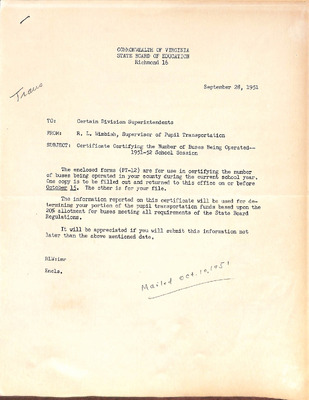 Trans
COMMONWEALTH OF VIRGINIA
STATE BOARD OF EDUCATION
Richmond 16
September 28, 1951
TO: Certain Division Superintendents
FROM: R. L. Wimbish, Supervisor of Pupil Transportation
SUBJECT: Certificate Certifying the Number of Buses Being Operated--
1951-52 School Session
The enclosed forms (PT-12) are for use in certifying the number
of buses being operated in your county during the current school year.
One copy is to be filled out and returned to this office on or before
October 15. The other is for your file.
The information reported on this certificate will be used for de-
termining your portion of the pupil transportation funds based upon the
20% allotment for buses meeting all requirements of the State Board
Regulations.
It will be appreciated if you will submit this information not
later than the above mentioned date.
RLW:mw
Encls.
Mailed Oct. 10, 1951